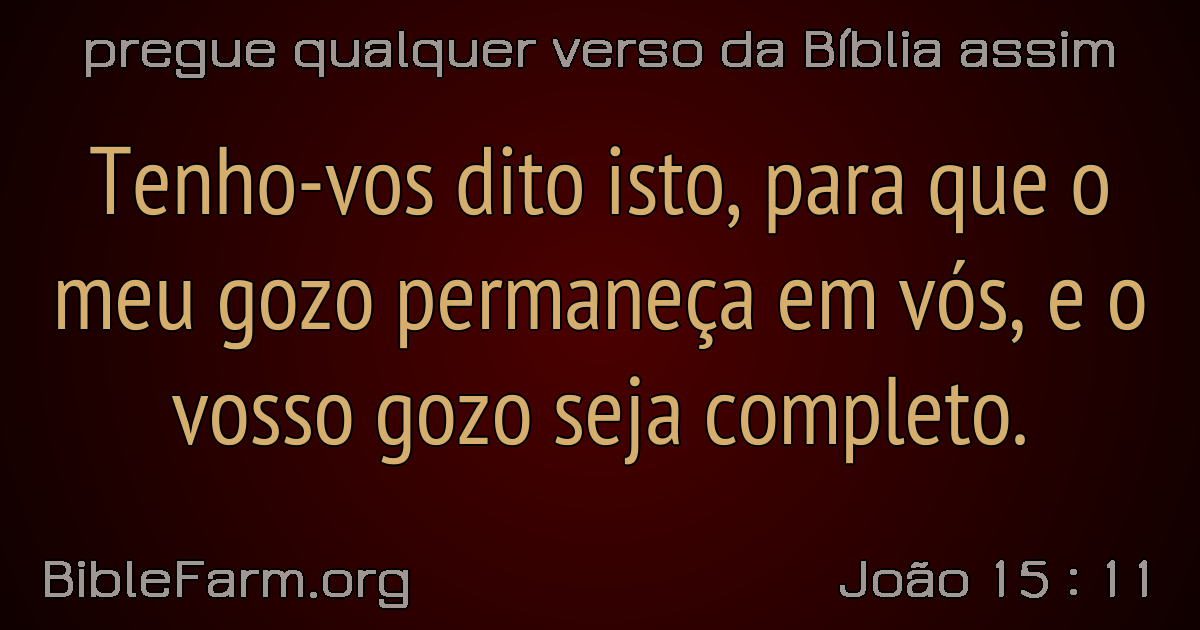 pregue qualquer verso da Bíblia assim
Tenho-vos dito isto, para que o
meu gozo permaneça em vós, e o
vosso gozo seja completo.
BibleFarm.org
João 15 : 11